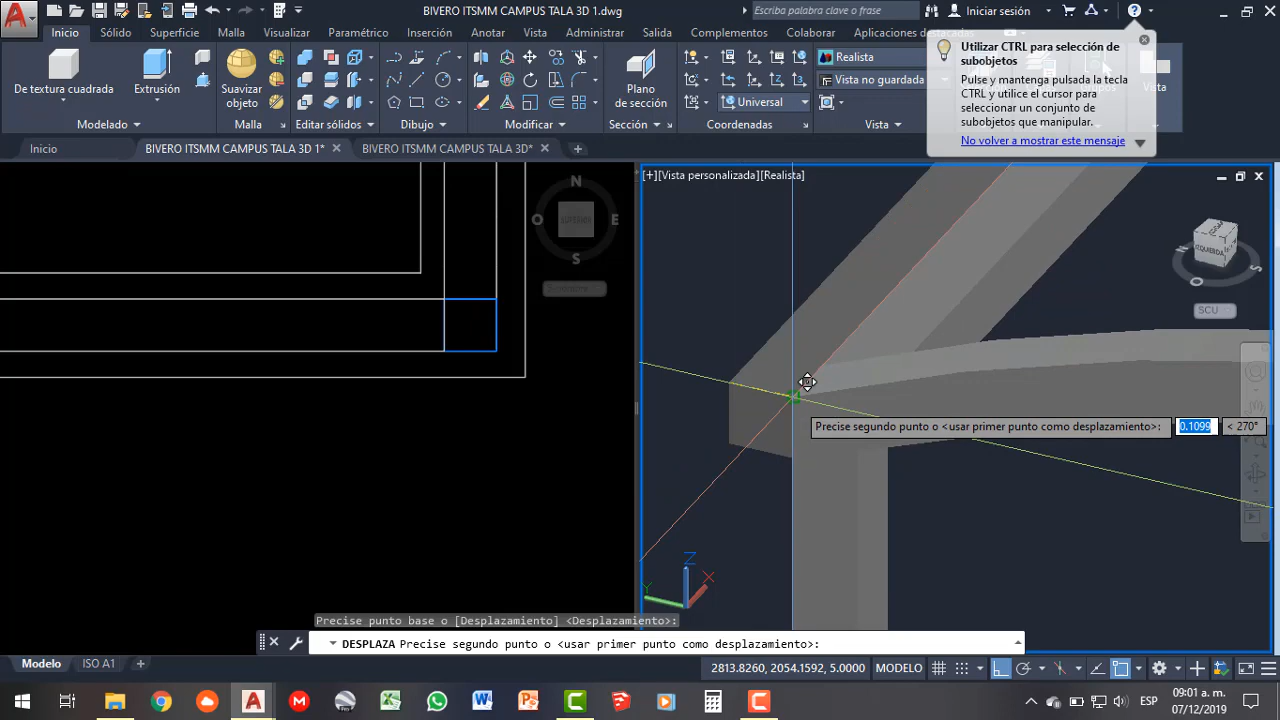 BIVERO ITSMM CAMPUS TALA 3D 1.dwg
Escriba palabra clave o frase
Iniciar sesión
Inicio
Sólido
Superficie
Malla
Visualizar
Paramétrico
Inserción
Anotar
Vista
Administrar
Salida
Complementos
Colaborar
Aplicaciones destacadas
De textura cuadrada
Extrusión
Suavizar
objeto
Plano
de sección
Realista
Vista no guardada
Universal
Grupos
Vista
Modelado
Malla
Editar sólidos
Dibujo
Modificar
Sección
Coordenadas
Vista
Utilizar CTRL para selección de
subobjetos
Pulse y mantenga pulsada la tecla
CTRL y utilice el cursor para
seleccionar un conjunto de
subobjetos que manipular.
No volver a mostrar este mensaje
Inicio
BIVERO ITSMM CAMPUS TALA 3D 1*
BIVERO ITSMM CAMPUS TALA 3D*
[+][Vista personalizada][Realista]
N
O
SUPERIOR
E
S
IZQUIERDA
N
S
O
SCU
Precise segundo punto o <usar primer punto como desplazamiento>:
0.1099
< 270°
Z
X
Y
Precise punto base o [Desplazamiento] <Desplazamiento>:
DESPLAZA Precise segundo punto o <usar primer punto como desplazamiento>:
Modelo
ISO A1
2813.8260, 2054.1592, 5.0000
MODELO
ESP
09:01 a. m.
07/12/2019